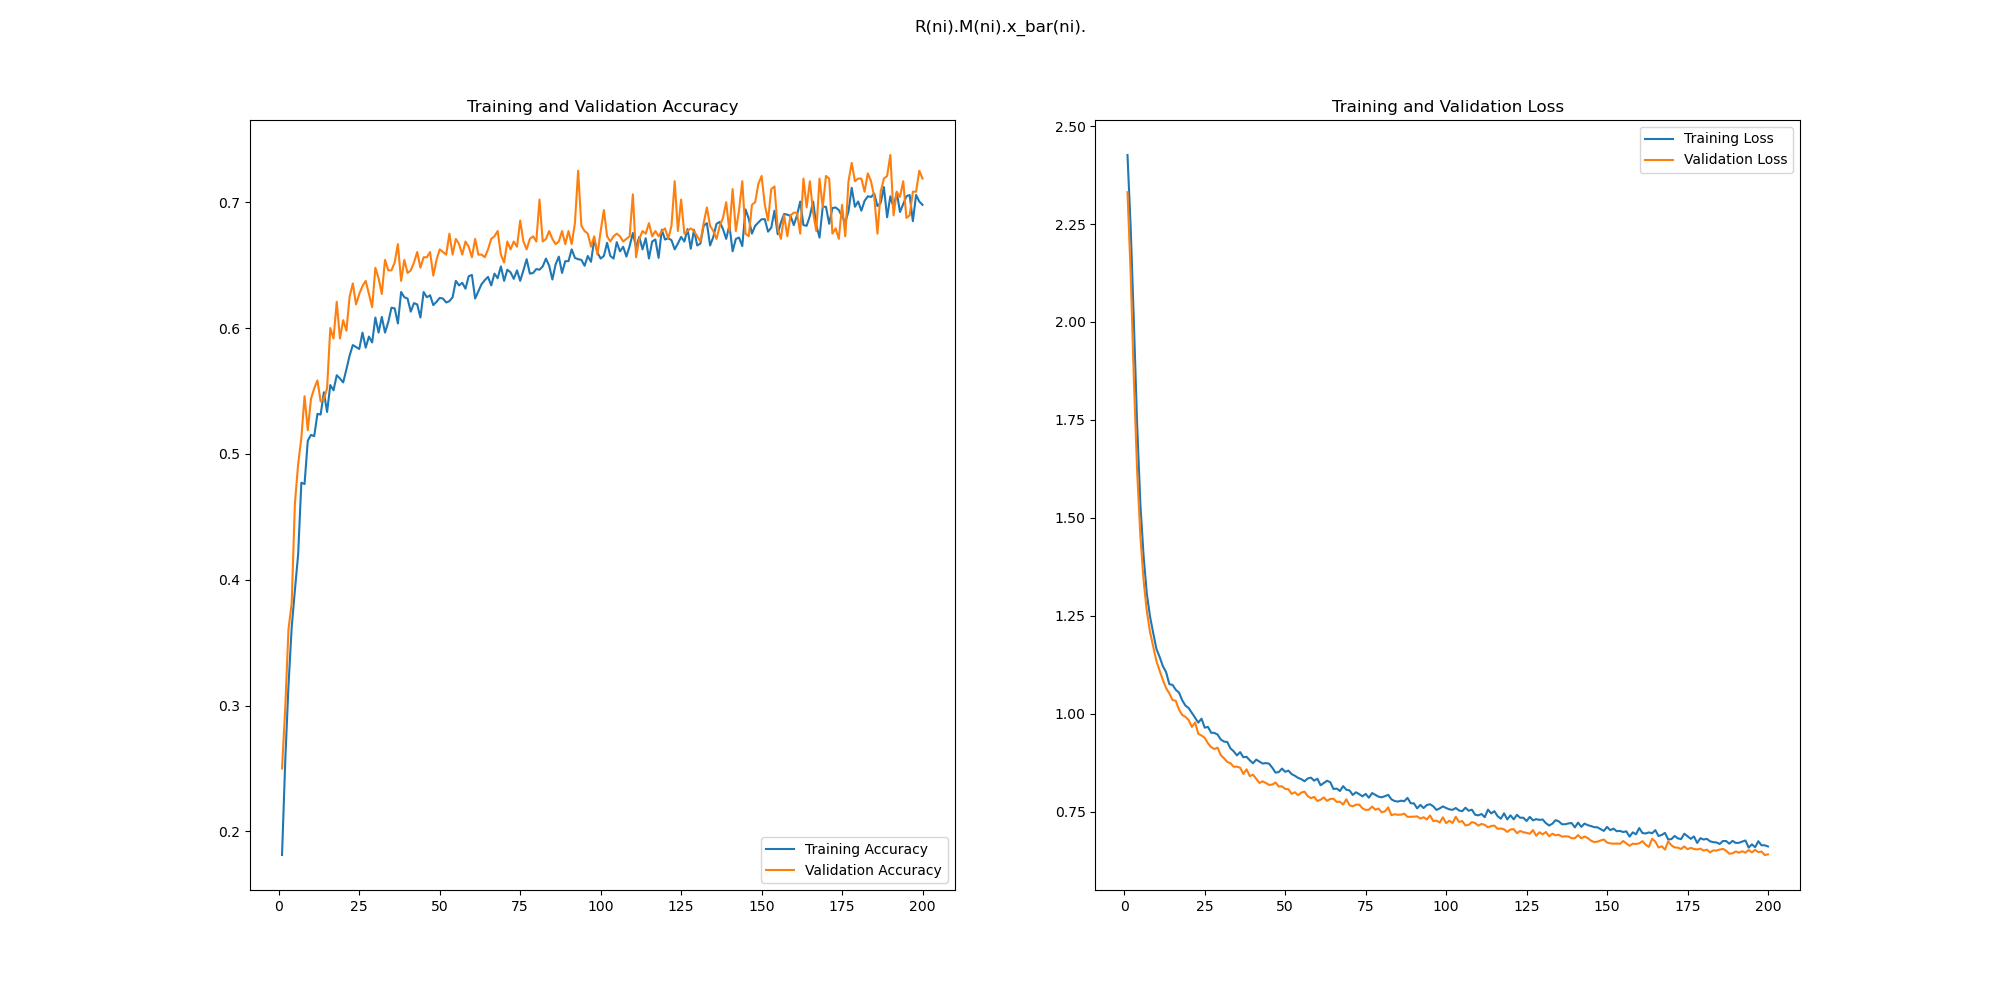 R(ni).M(ni).x_bar(ni).
Training and Validation Accuracy
0.7
0.6
0.5
0.4
0.3
0.2
0 25 50 75 100 125 150 175 200
Training Accuracy
Validation Accuracy
Training and Validation Loss
2.50
2.25
2.00
1.75
1.50
1.25
1.00
0.75
0 25 50 75 100 125 150 175 200
Training Loss
Validation Loss